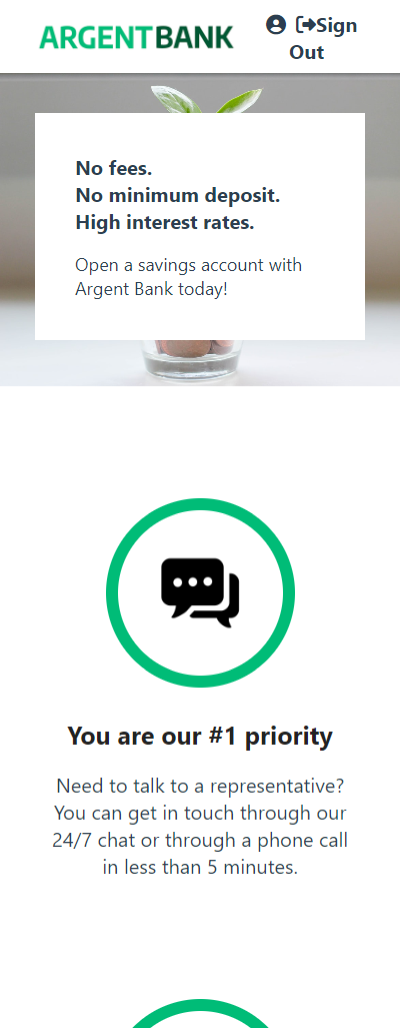 ARGENTBANK
Sign
Out
No fees.
No minimum deposit.
High interest rates.
Open a savings account with
Argent Bank today!
You are our #1 priority
Need to talk to a representative?
You can get in touch through our
24/7 chat or through a phone call
in less than 5 minutes.